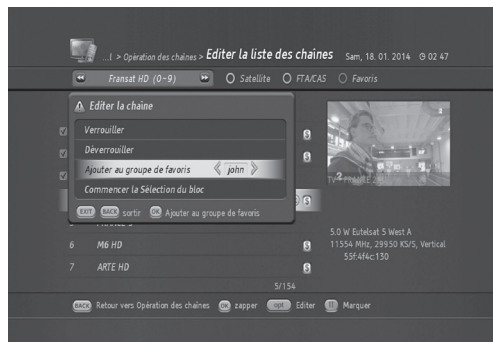 ...l > Opération des chaînes > Editer la liste des chaînes Sam, 18. 01. 2014 02 47
Fransat HD (0~9) Satellite FTA/CAS Favoris
Editer la chaîne
Verrouiller
Dèverrouiller
Ajouter au groupe de favoris john
Commencer la Sèlection du bloc
EXIT BACK sortir OK Ajouter au groupe de favoris
6 M6 HD
7 ARTE HD
5/154
5.0 W Eutelsat 5 West A
11554 MHz, 29950 KS/S, Vertical
55f:4f4c:130
BACK Retour vers Opèration des chaînes OK zapper opt Editer Marquer